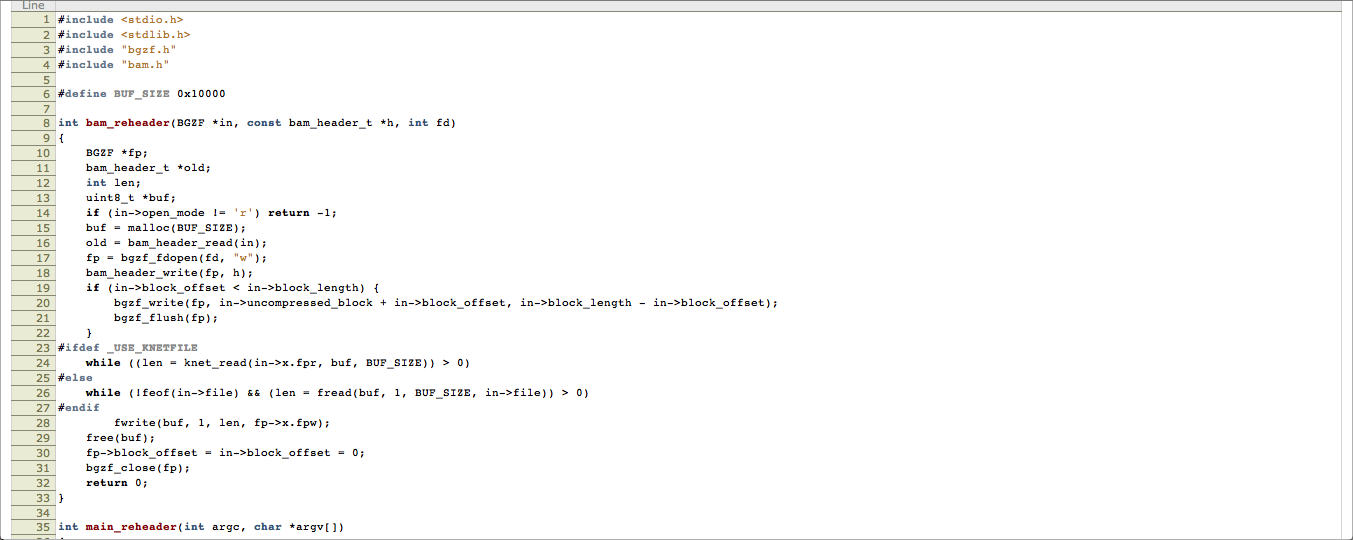 Line
1 #include <stdio.h>
2 #include <stdlib.h>
3 #include "bgzf.h"
4 #include "bam.h"
5
6 #define BUF_SIZE 0x10000
7
8 int bam_reheader(BGZF *in, const bam_header_t *h, int fd)
9 {
10     BGZF *fp;
11     bam_header_t *old;
12     int len;
13     uint8_t *buf;
14     if (in->open_mode != 'r') return -1;
15     buf = malloc(BUF_SIZE);
16     old = bam_header_read(in);
17     fp = bgzf_fdopen(fd, "w");
18     bam_header_write(fp, h);
19     if (in->block_offset < in->block_length) {
20         bgzf_write(fp, in->uncompressed_block + in->block_offset, in->block_length - in->block_offset);
21         bgzf_flush(fp);
22     }
23 #ifdef _USE_KNETFILE
24     while ((len = knet_read(in->x.fpr, buf, BUF_SIZE)) > 0)
25 #else
26     while (!feof(in->file) && (len = fread(buf, 1, BUF_SIZE, in->file)) > 0)
27 #endif
28         fwrite(buf, 1, len, fp->x.fpw);
29     free(buf);
30     fp->block_offset = in->block_offset = 0;
31     bgzf_close(fp);
32     return 0;
33 }
34
35 int main_reheader(int argc, char *argv[])